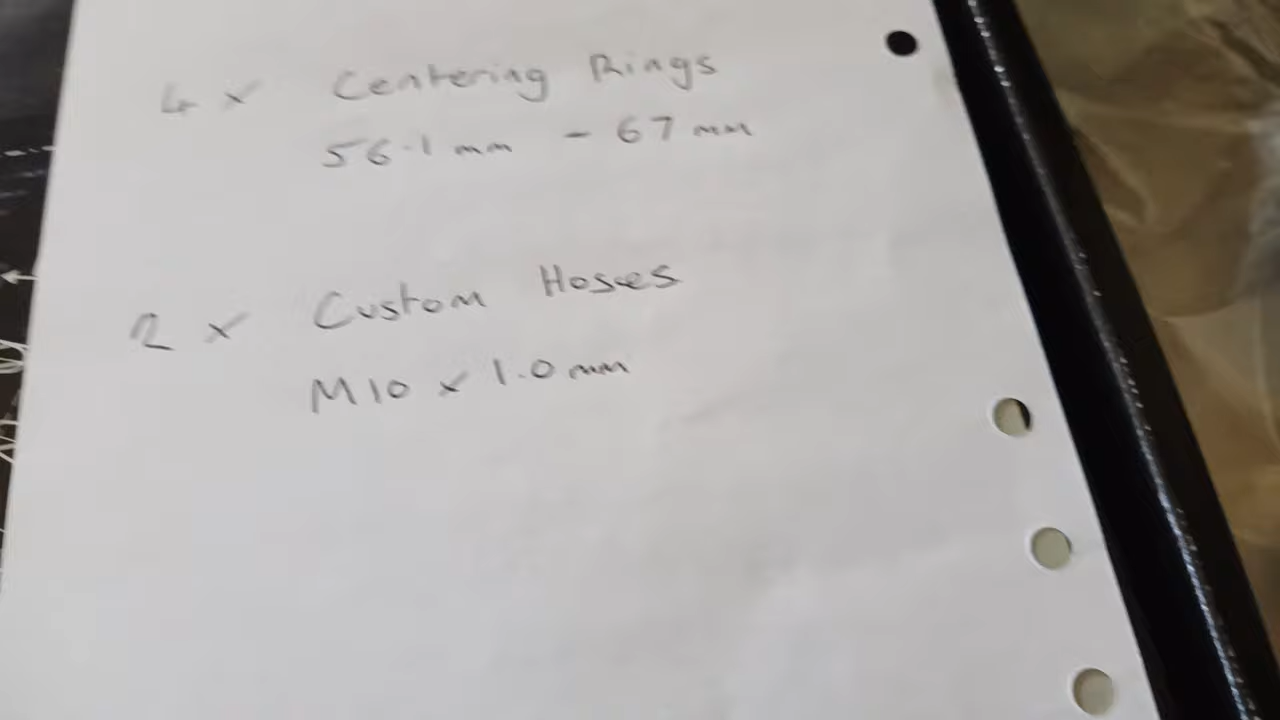 4 x Centering Rings
56.1 mm - 67 mm
2 x Custom Hoses
M10 x 1.0 mm